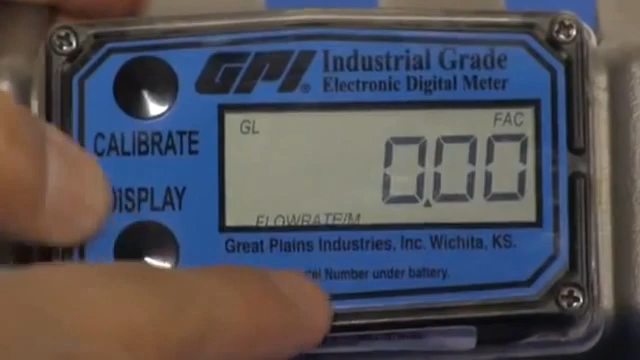 GPI® Industrial Grade
Electronic Digital Meter
CALIBRATE
DISPLAY
GL FAC
0.00
FLOWRATE/M
Great Plains Industries, Inc. Wichita, KS.
Number under battery.